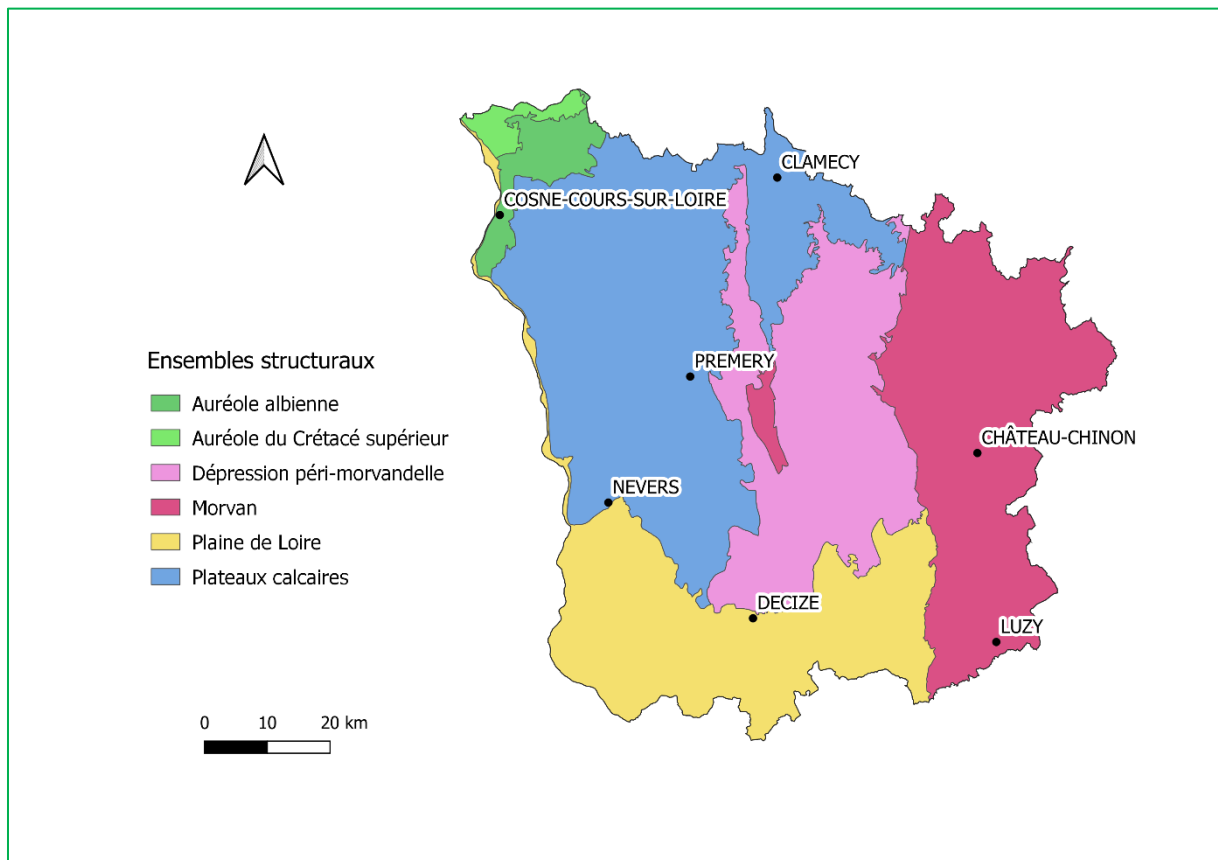 CLAMECY
COSNE-COURS-SUR-LOIRE
PREMERY
CHÂTEAU-CHINON
NEVERS
DECIZE
LUZY
Ensembles structuraux
Auréole albienne
Auréole du Crétacé supérieur
Dépression péri-morvandelle
Morvan
Plaine de Loire
Plateaux calcaires
0 10 20 km